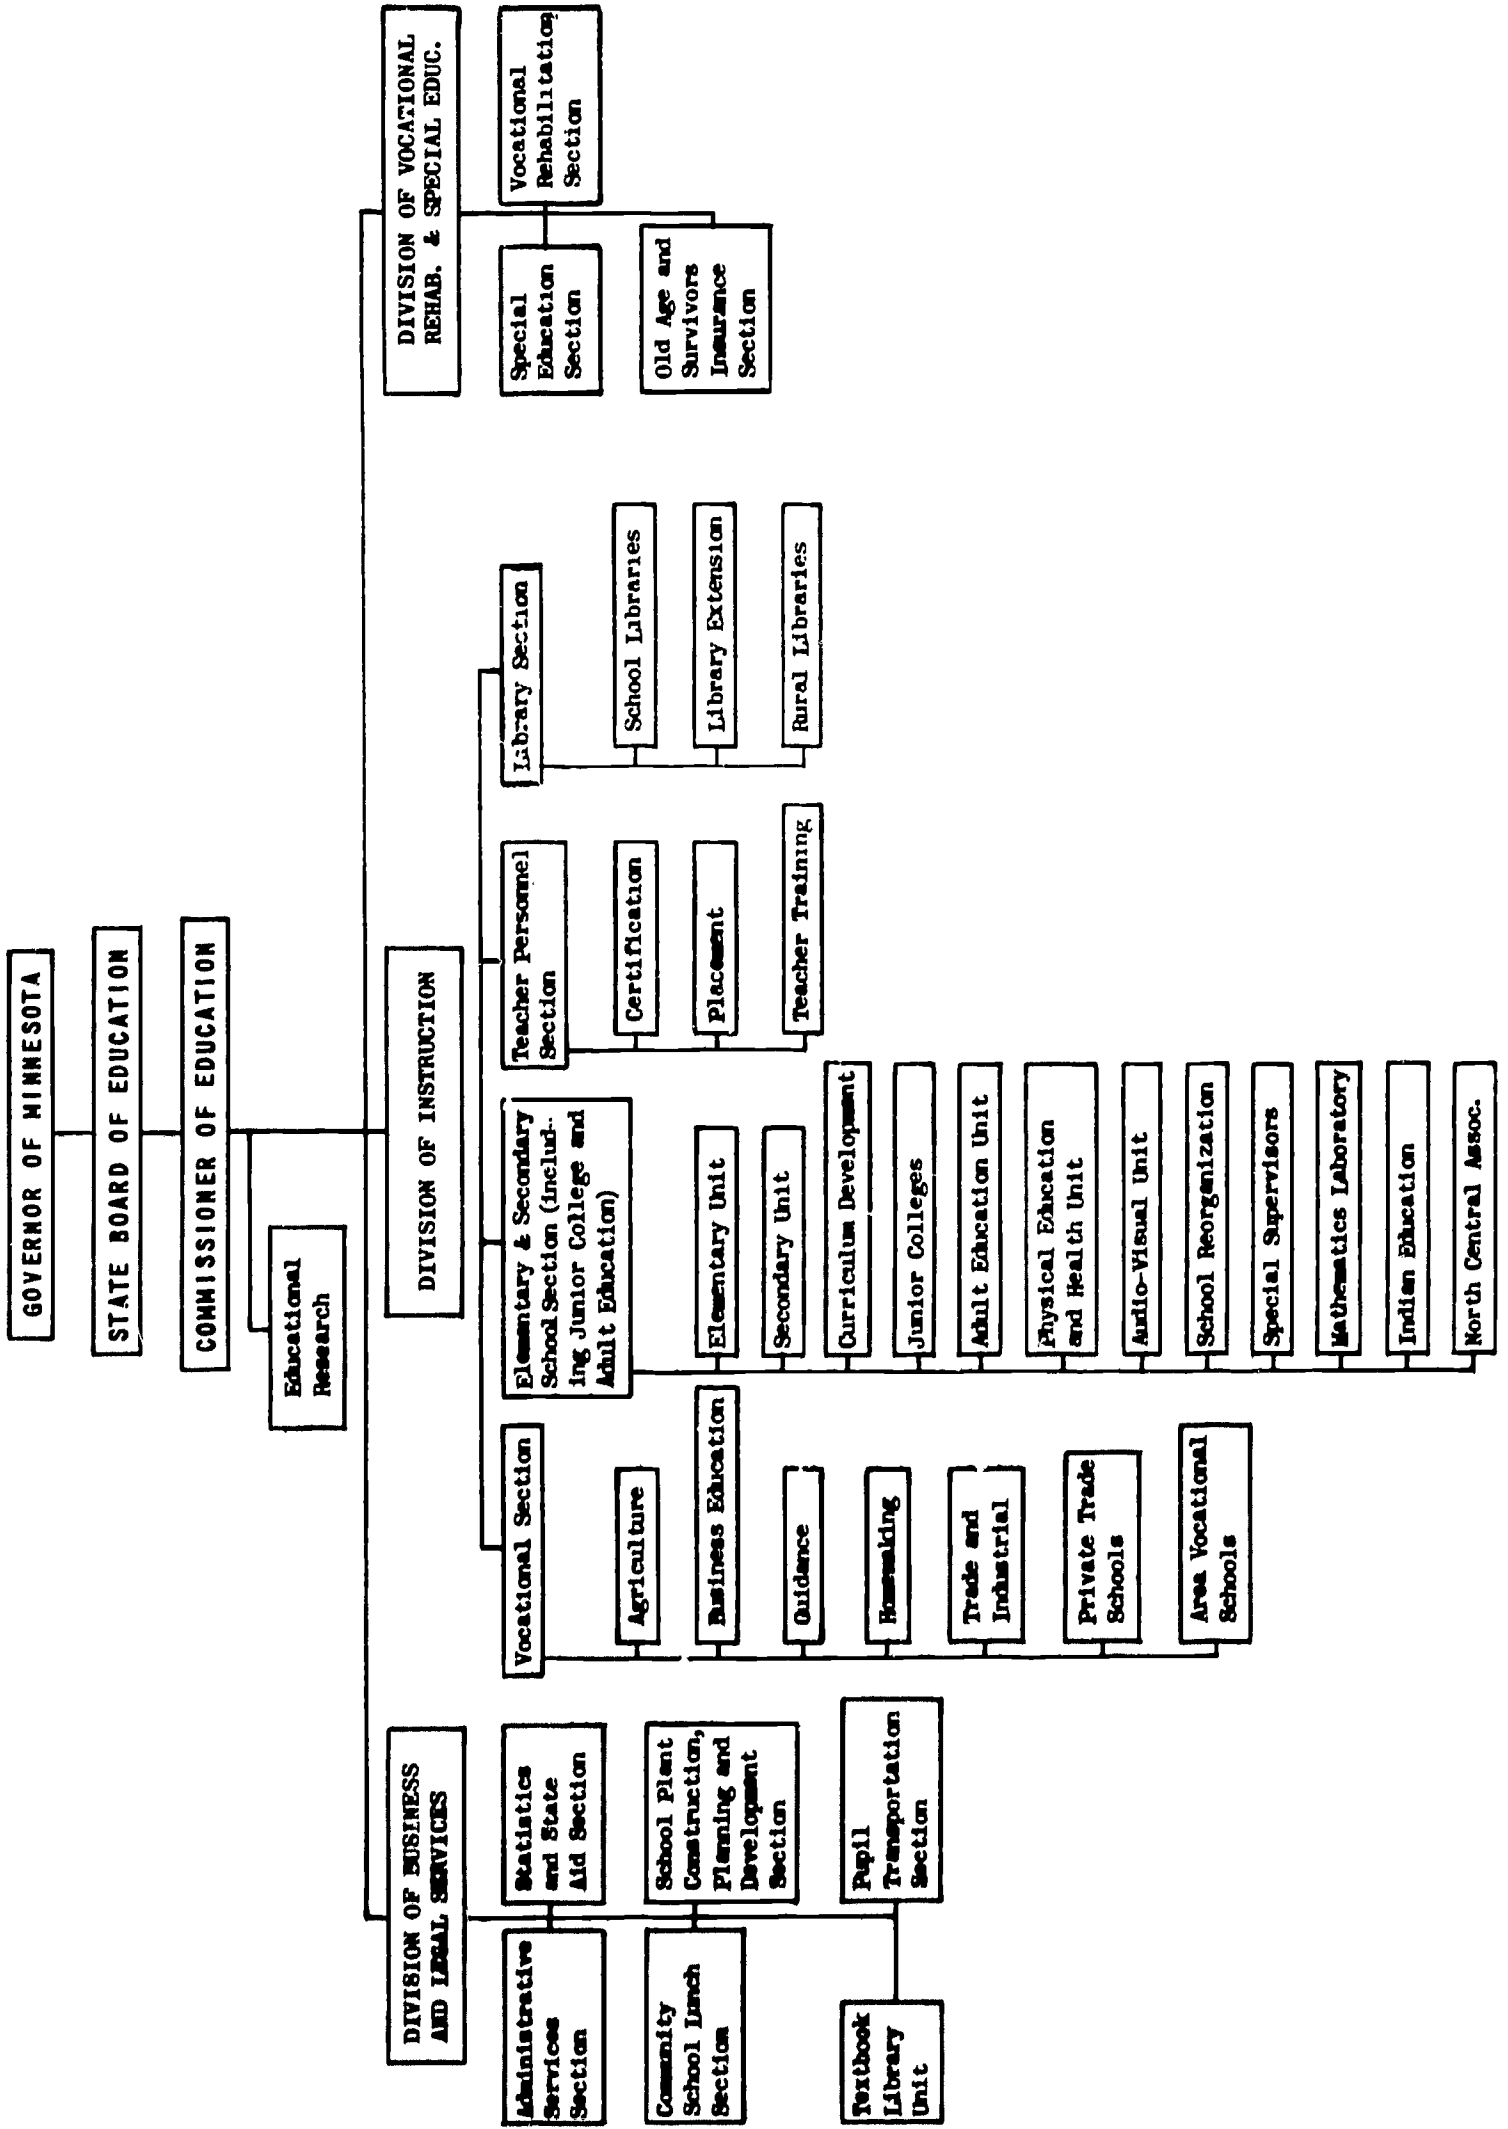 GOVERNOR OF MINNESOTA
STATE BOARD OF EDUCATION
COMMISSIONER OF EDUCATION
Educational
Research
DIVISION OF BUSINESS
AND LEGAL SERVICES
Administrative
Services
Section
Statistics
and State
Aid Section
Community
School Lunch
Section
School Plant
Construction,
Planning and
Development
Section
Textbook
Library
Unit
Pupil
Transportation
Section
DIVISION OF INSTRUCTION
Vocational Section
Agriculture
Business Education
Guidance
Homemaking
Trade and
Industrial
Private Trade
Schools
Area Vocational
Schools
Elementary & Secondary
School Section (includ-
ing Junior College and
Adult Education)
Elementary Unit
Secondary Unit
Curriculum Development
Junior Colleges
Adult Education Unit
Physical Education
and Health Unit
Audio-Visual Unit
School Reorganization
Special Supervisors
Mathematics Laboratory
Indian Education
North Central Assoc.
Teacher Personnel
Section
Certification
Placement
Teacher Training
Library Section
School Libraries
Library Extension
Rural Libraries
DIVISION OF VOCATIONAL
REHAB. & SPECIAL EDUC.
Special
Education
Section
Vocational
Rehabilitation
Section
Old Age and
Survivors
Insurance
Section